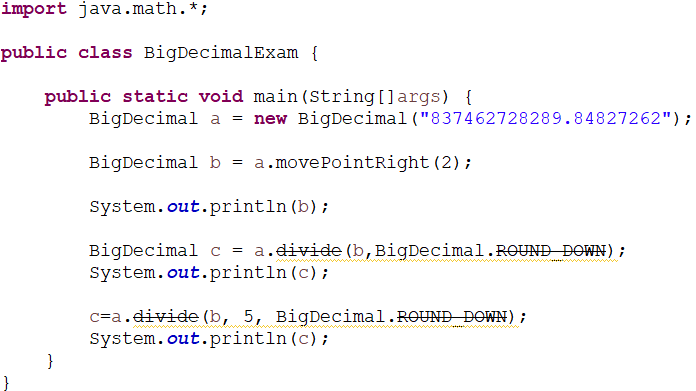 import java.math.*;
public class BigDecimalExam {
public static void main(String[]args) {
BigDecimal a = new BigDecimal("837462728289.84827262");
BigDecimal b = a.movePointRight(2);
System.out.println(b);
BigDecimal c = a.divide(b,BigDecimal.ROUND_DOWN);
System.out.println(c);
c=a.divide(b, 5, BigDecimal.ROUND_DOWN);
System.out.println(c);
}
}